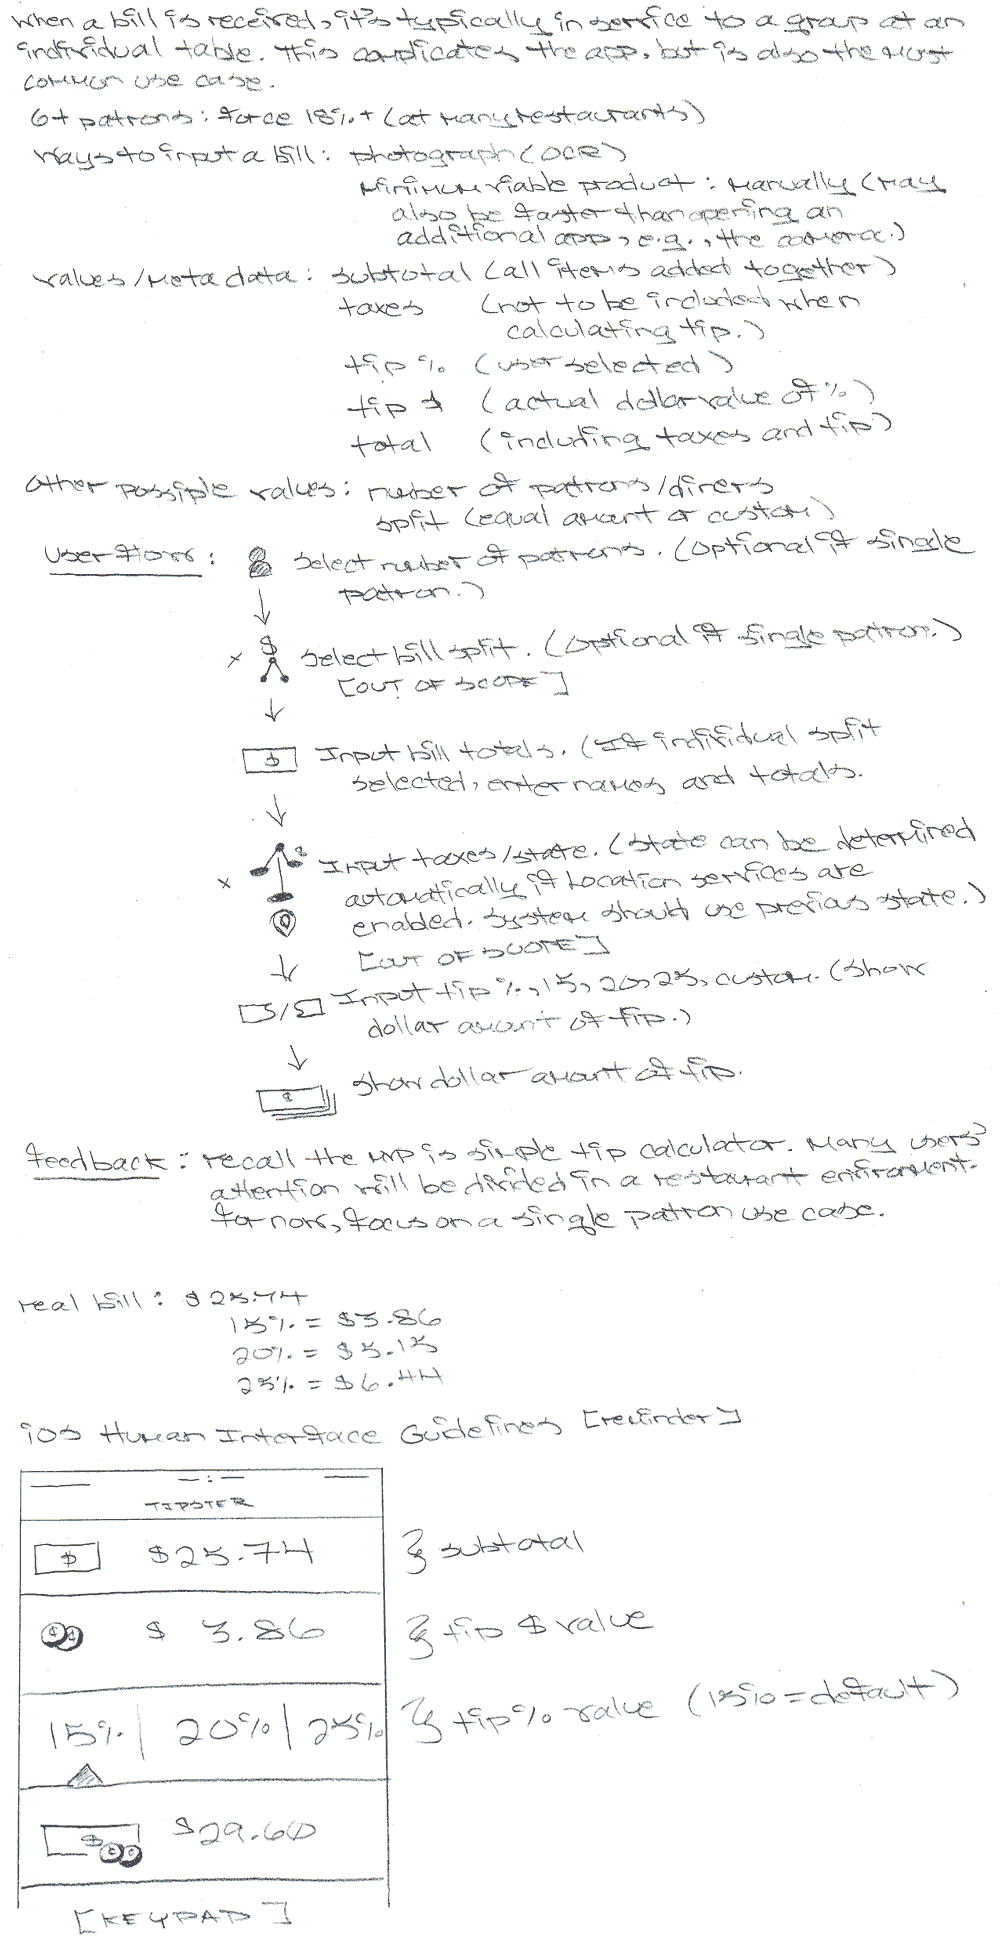 when a bill is received, it's typically in service to a group at an
individual table. This complicates the app, but is also the most
common use case.
6+ patrons: force 18%+ (at many restaurants)
ways to input a bill: photograph (OCR)
minimum viable product: manually (may
also be faster than opening an
additional app, e.g., the camera.)
values/metadata: subtotal (all items added together)
taxes (not to be included when
calculating tip.)
tip % (user selected)
tip $ (actual dollar value of %)
total (including taxes and tip)
other possible values: number of patrons/diners
split (equal amount or custom)
User flow: select number of patrons. (optional if single
patron.)
$
x select bill split. (optional if single patron.)
[OUT OF SCOPE]
$ Input bill totals. (If individual split
selected, enter names and totals.
x Input taxes/state. (state can be determined
automatically if location services are
enabled. system should use previous state.)
[OUT OF SCOPE]
Input tip %, 15, 20, 25, custom. (show
dollar amount of tip.)
$ show dollar amount of tip.
feedback: recall the MVP is simple tip calculator. Many users'
attention will be divided in a restaurant environment.
for now, focus on a single patron use case.
real bill: $25.74
15% = $3.86
20% = $5.15
25% = $6.44
iOS Human Interface Guidelines [reminder]
TIPSTER
$ $25.74 } subtotal
$ 3.86 } tip $ value
15% | 20% | 25% } tip % value (15% = default)
$ $29.60
[KEYPAD]